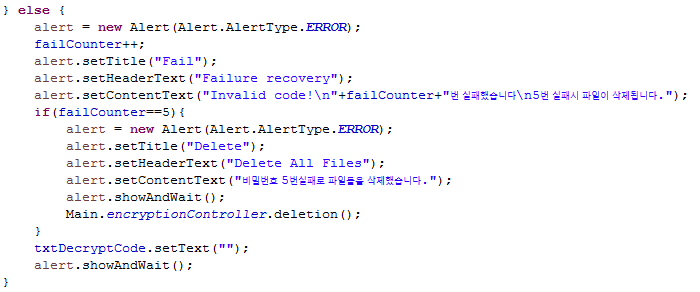 } else {
    alert = new Alert(Alert.AlertType.ERROR);
    failCounter++;
    alert.setTitle("Fail");
    alert.setHeaderText("Failure recovery");
    alert.setContentText("Invalid code!\n"+failCounter+"번 실패했습니다\n5번 실패시 파일이 삭제됩니다.");
    if(failCounter==5){
        alert = new Alert(Alert.AlertType.ERROR);
        alert.setTitle("Delete");
        alert.setHeaderText("Delete All Files");
        alert.setContentText("비밀번호 5번실패로 파일들을 삭제했습니다.");
        alert.showAndWait();
        Main.encryptionController.deletion();
    }
    txtDecryptCode.setText("");
    alert.showAndWait();
}